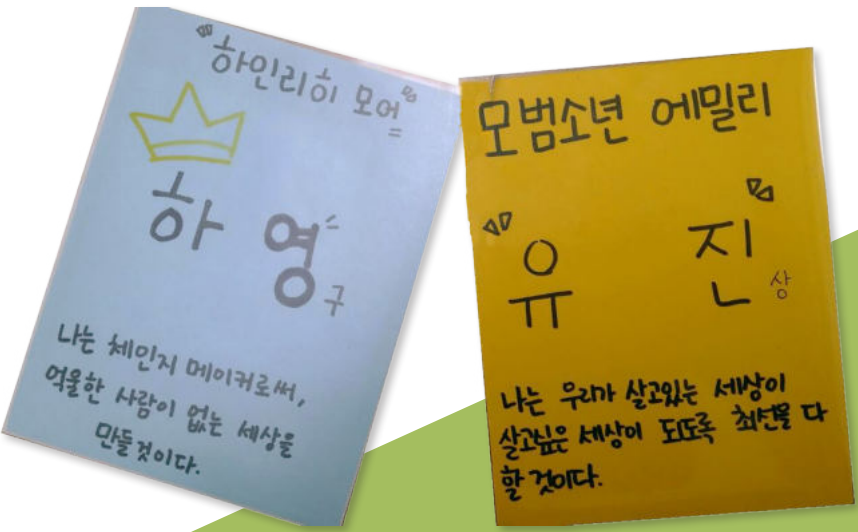 "하인리히 모어"
하 영
구
나는 체인지 메이커로써,
억울한 사람이 없는 세상을
만들것이다.
모범소년 에밀리
"유 진"
상
나는 우리가 살고있는 세상이
살고싶은 세상이 되도록 최선을 다
할 것이다.